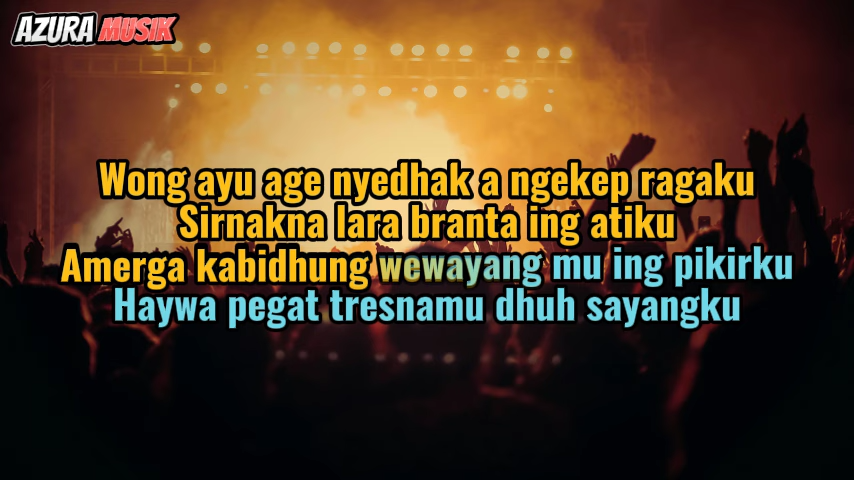 AZURA MUSIK
Wong ayu age nyedhak a ngekep ragaku
Sirnakna lara branta ing atiku
Amerga kabidhung wewayang mu ing pikirku
Haywa pegat tresnamu dhuh sayangku